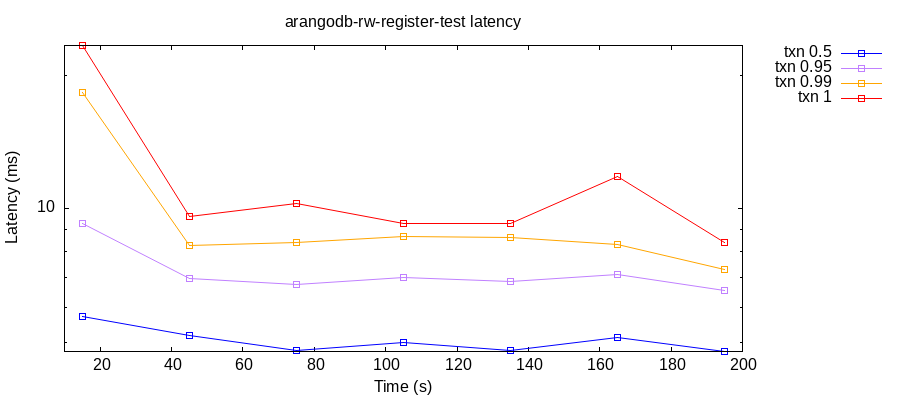 arangodb-rw-register-test latency
txn 0.5
txn 0.95
txn 0.99
txn 1
Latency (ms)
10
20 40 60 80 100 120 140 160 180 200
Time (s)